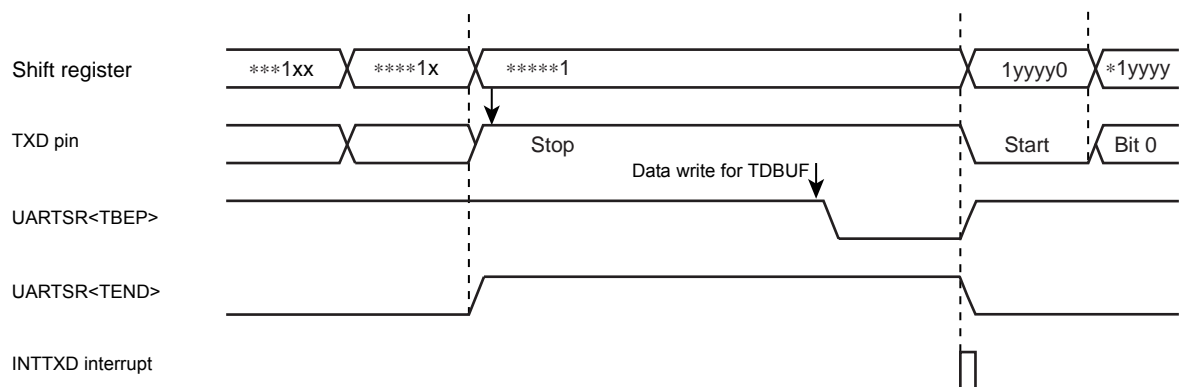 Shift register ***1xx ****1x *****1 1yyyy0 *1yyyy
TXD pin Stop Start Bit 0
Data write for TDBUF
UARTSR<TBEP>
UARTSR<TEND>
INTTXD interrupt